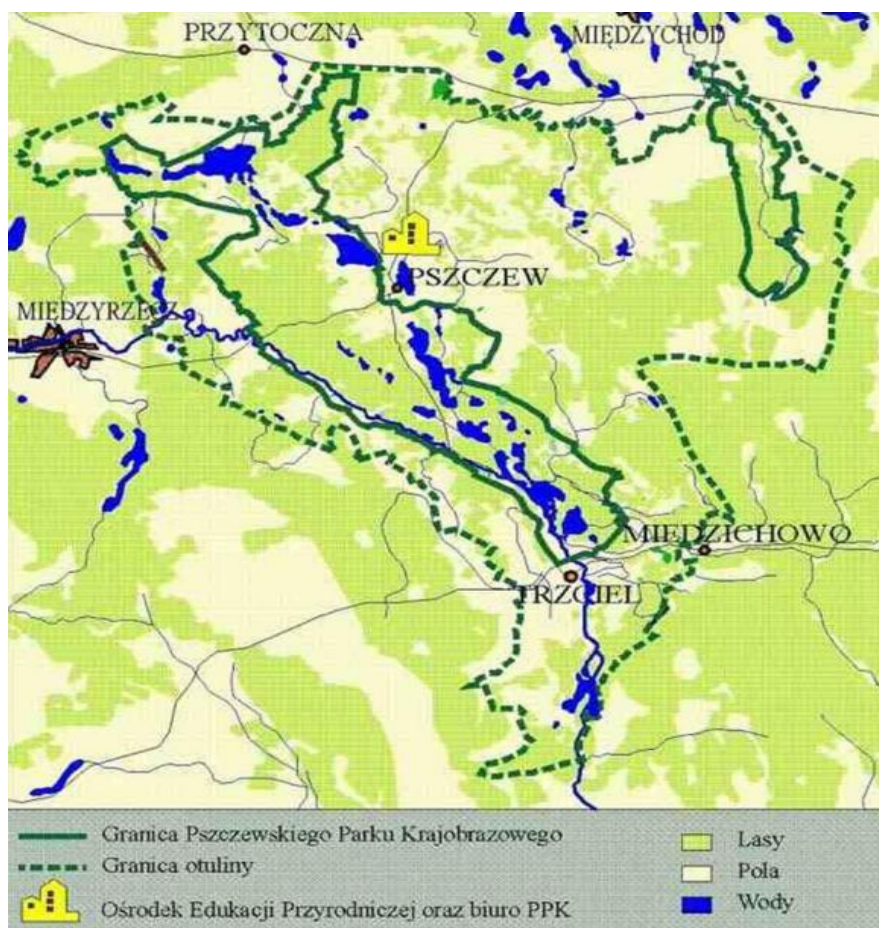 PRZYTOCZNA
MIĘDZYCHÓD
PSZCZEW
MIĘDZYRZECZ
MIEDZICHOWO
TRZCIEL
Granica Pszczewskiego Parku Krajobrazowego
Granica otuliny
Ośrodek Edukacji Przyrodniczej oraz biuro PPK
Lasy
Pola
Wody